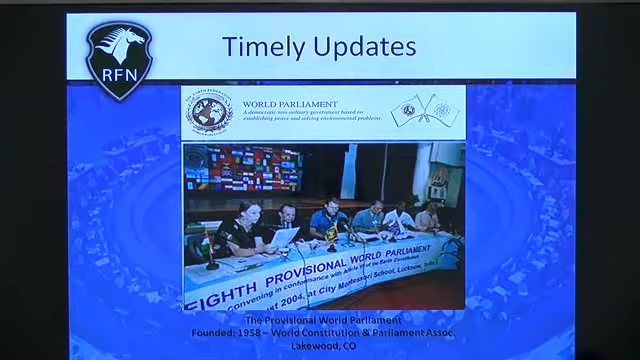 Timely Updates
RFN
WORLD PARLIAMENT
A democratic non military government based on
establishing peace and solving environmental problems.
EIGHTH PROVISIONAL WORLD PARLIAMENT
convening in conformance with Article 19 of the Earth Constitution
2004, at City Montessori School, Lucknow,
The Provisional World Parliament
Founded: 1958 – World Constitution & Parliament Assoc.
Lakewood, CO